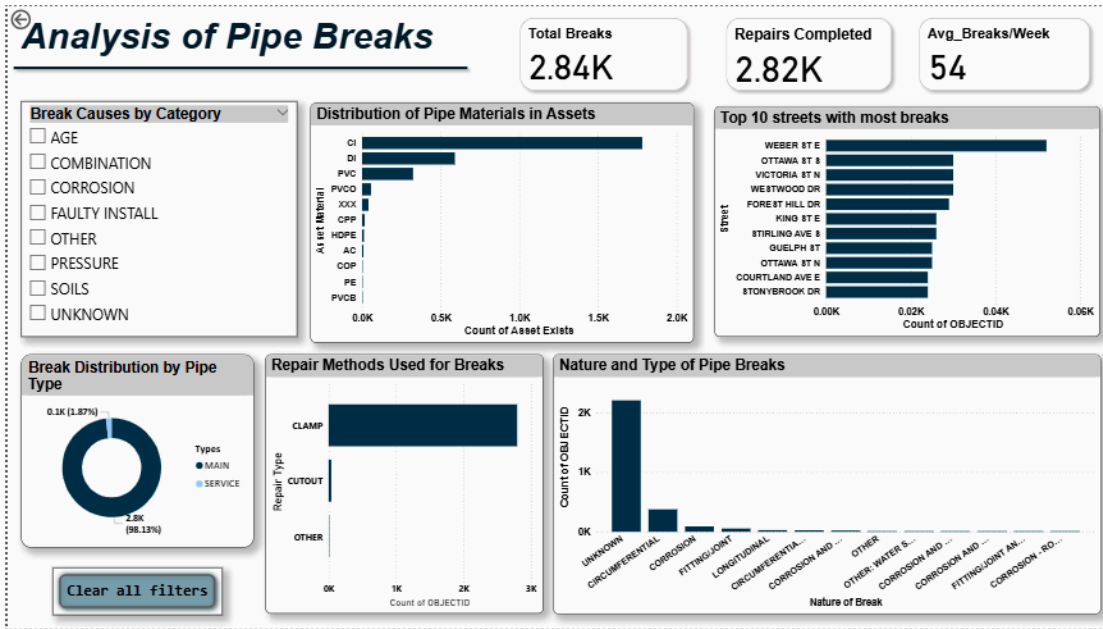 Analysis of Pipe Breaks
Total Breaks
2.84K
Repairs Completed
2.82K
Avg_Breaks/Week
54
Break Causes by Category
AGE
COMBINATION
CORROSION
FAULTY INSTALL
OTHER
PRESSURE
SOILS
UNKNOWN
Distribution of Pipe Materials in Assets
Asset Material
CI
DI
PVC
PVCO
XXX
CPP
HDPE
AC
COP
PE
PVCB
0.0K 0.5K 1.0K 1.5K 2.0K
Count of Asset Exists
Top 10 streets with most breaks
Street
WEBER ST E
OTTAWA ST S
VICTORIA ST N
WESTWOOD DR
FOREST HILL DR
KING ST E
STIRLING AVE S
GUELPH ST
OTTAWA ST N
COURTLAND AVE E
STONYBROOK DR
0.00K 0.02K 0.04K 0.06K
Count of OBJECTID
Break Distribution by Pipe
Type
0.1K (1.87%)
2.8K
(98.13%)
Types
MAIN
SERVICE
Clear all filters
Repair Methods Used for Breaks
Repair Type
CLAMP
CUTOUT
OTHER
0K 1K 2K 3K
Count of OBJECTID
Nature and Type of Pipe Breaks
Count of OBJECTID
2K
1K
0K
UNKNOWN
CIRCUMFERENTIAL
CORROSION
FITTING/JOINT
LONGITUDINAL
CIRCUMFERENTIA...
CORROSION AND ...
OTHER
OTHER: WATER S...
CORROSION AND ...
CORROSION AND ...
FITTING/JOINT AN...
CORROSION - RO...
Nature of Break